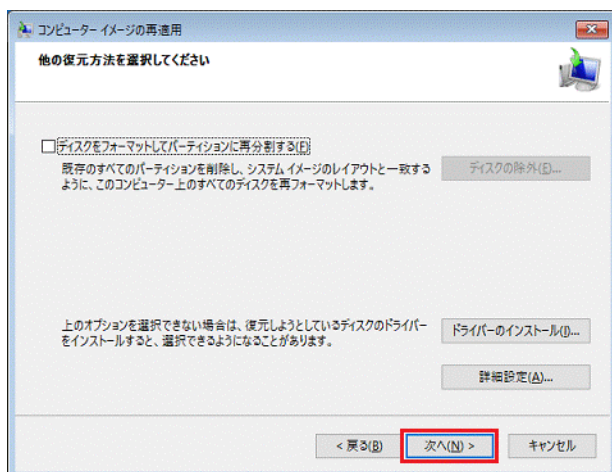 コンピューター イメージの再適用
他の復元方法を選択してください
ディスクをフォーマットしてパーティションに再分割する(F)
既存のすべてのパーティションを削除し、システム イメージのレイアウトと一致する
ように、このコンピューター上のすべてのディスクを再フォーマットします。
ディスクの除外(E)...
上のオプションを選択できない場合は、復元しようとしているディスクのドライバー
をインストールすると、選択できるようになることがあります。
ドライバーのインストール(I)...
詳細設定(A)...
< 戻る(B)
次へ(N) >
キャンセル